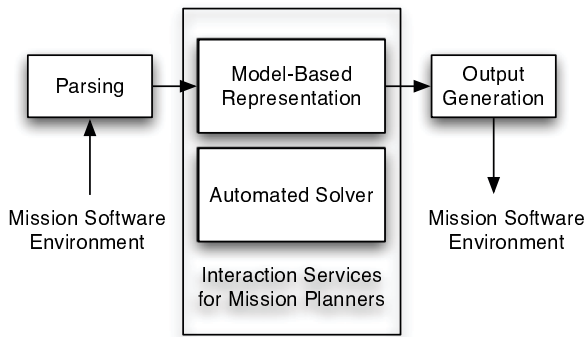 Parsing
Model-Based
Representation
Output
Generation
Automated Solver
Mission Software
Environment
Interaction Services
for Mission Planners
Mission Software
Environment